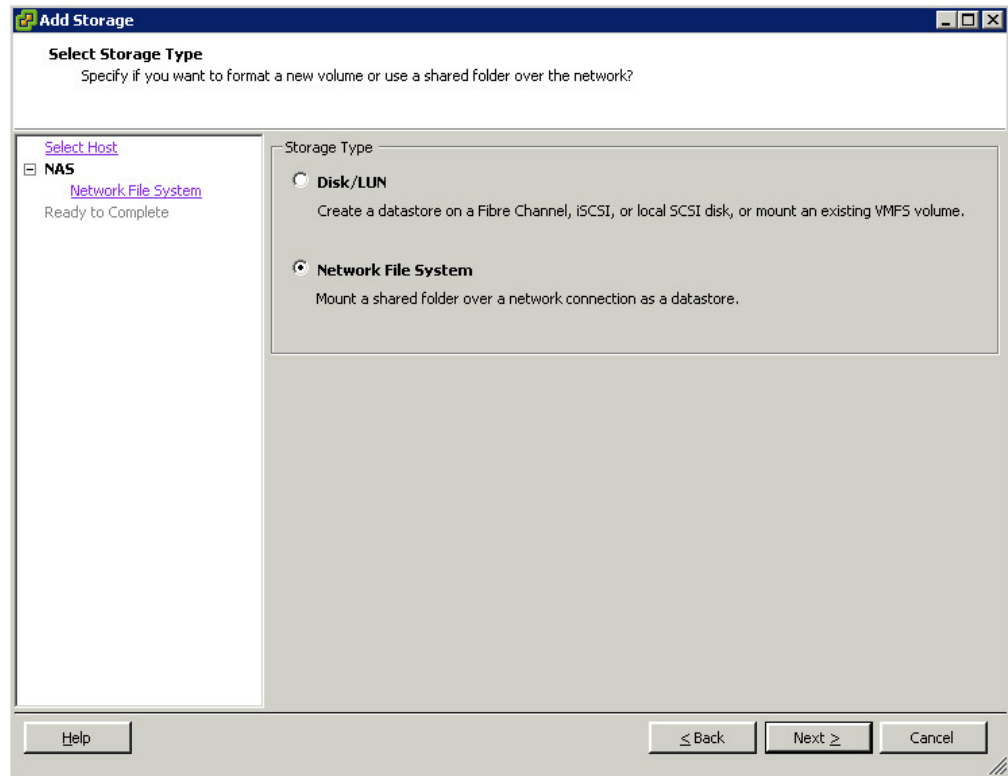 Add Storage
Select Storage Type
Specify if you want to format a new volume or use a shared folder over the network?
Select Host
NAS
Network File System
Ready to Complete
Storage Type
Disk/LUN
Create a datastore on a Fibre Channel, iSCSI, or local SCSI disk, or mount an existing VMFS volume.
Network File System
Mount a shared folder over a network connection as a datastore.
Help
< Back
Next >
Cancel